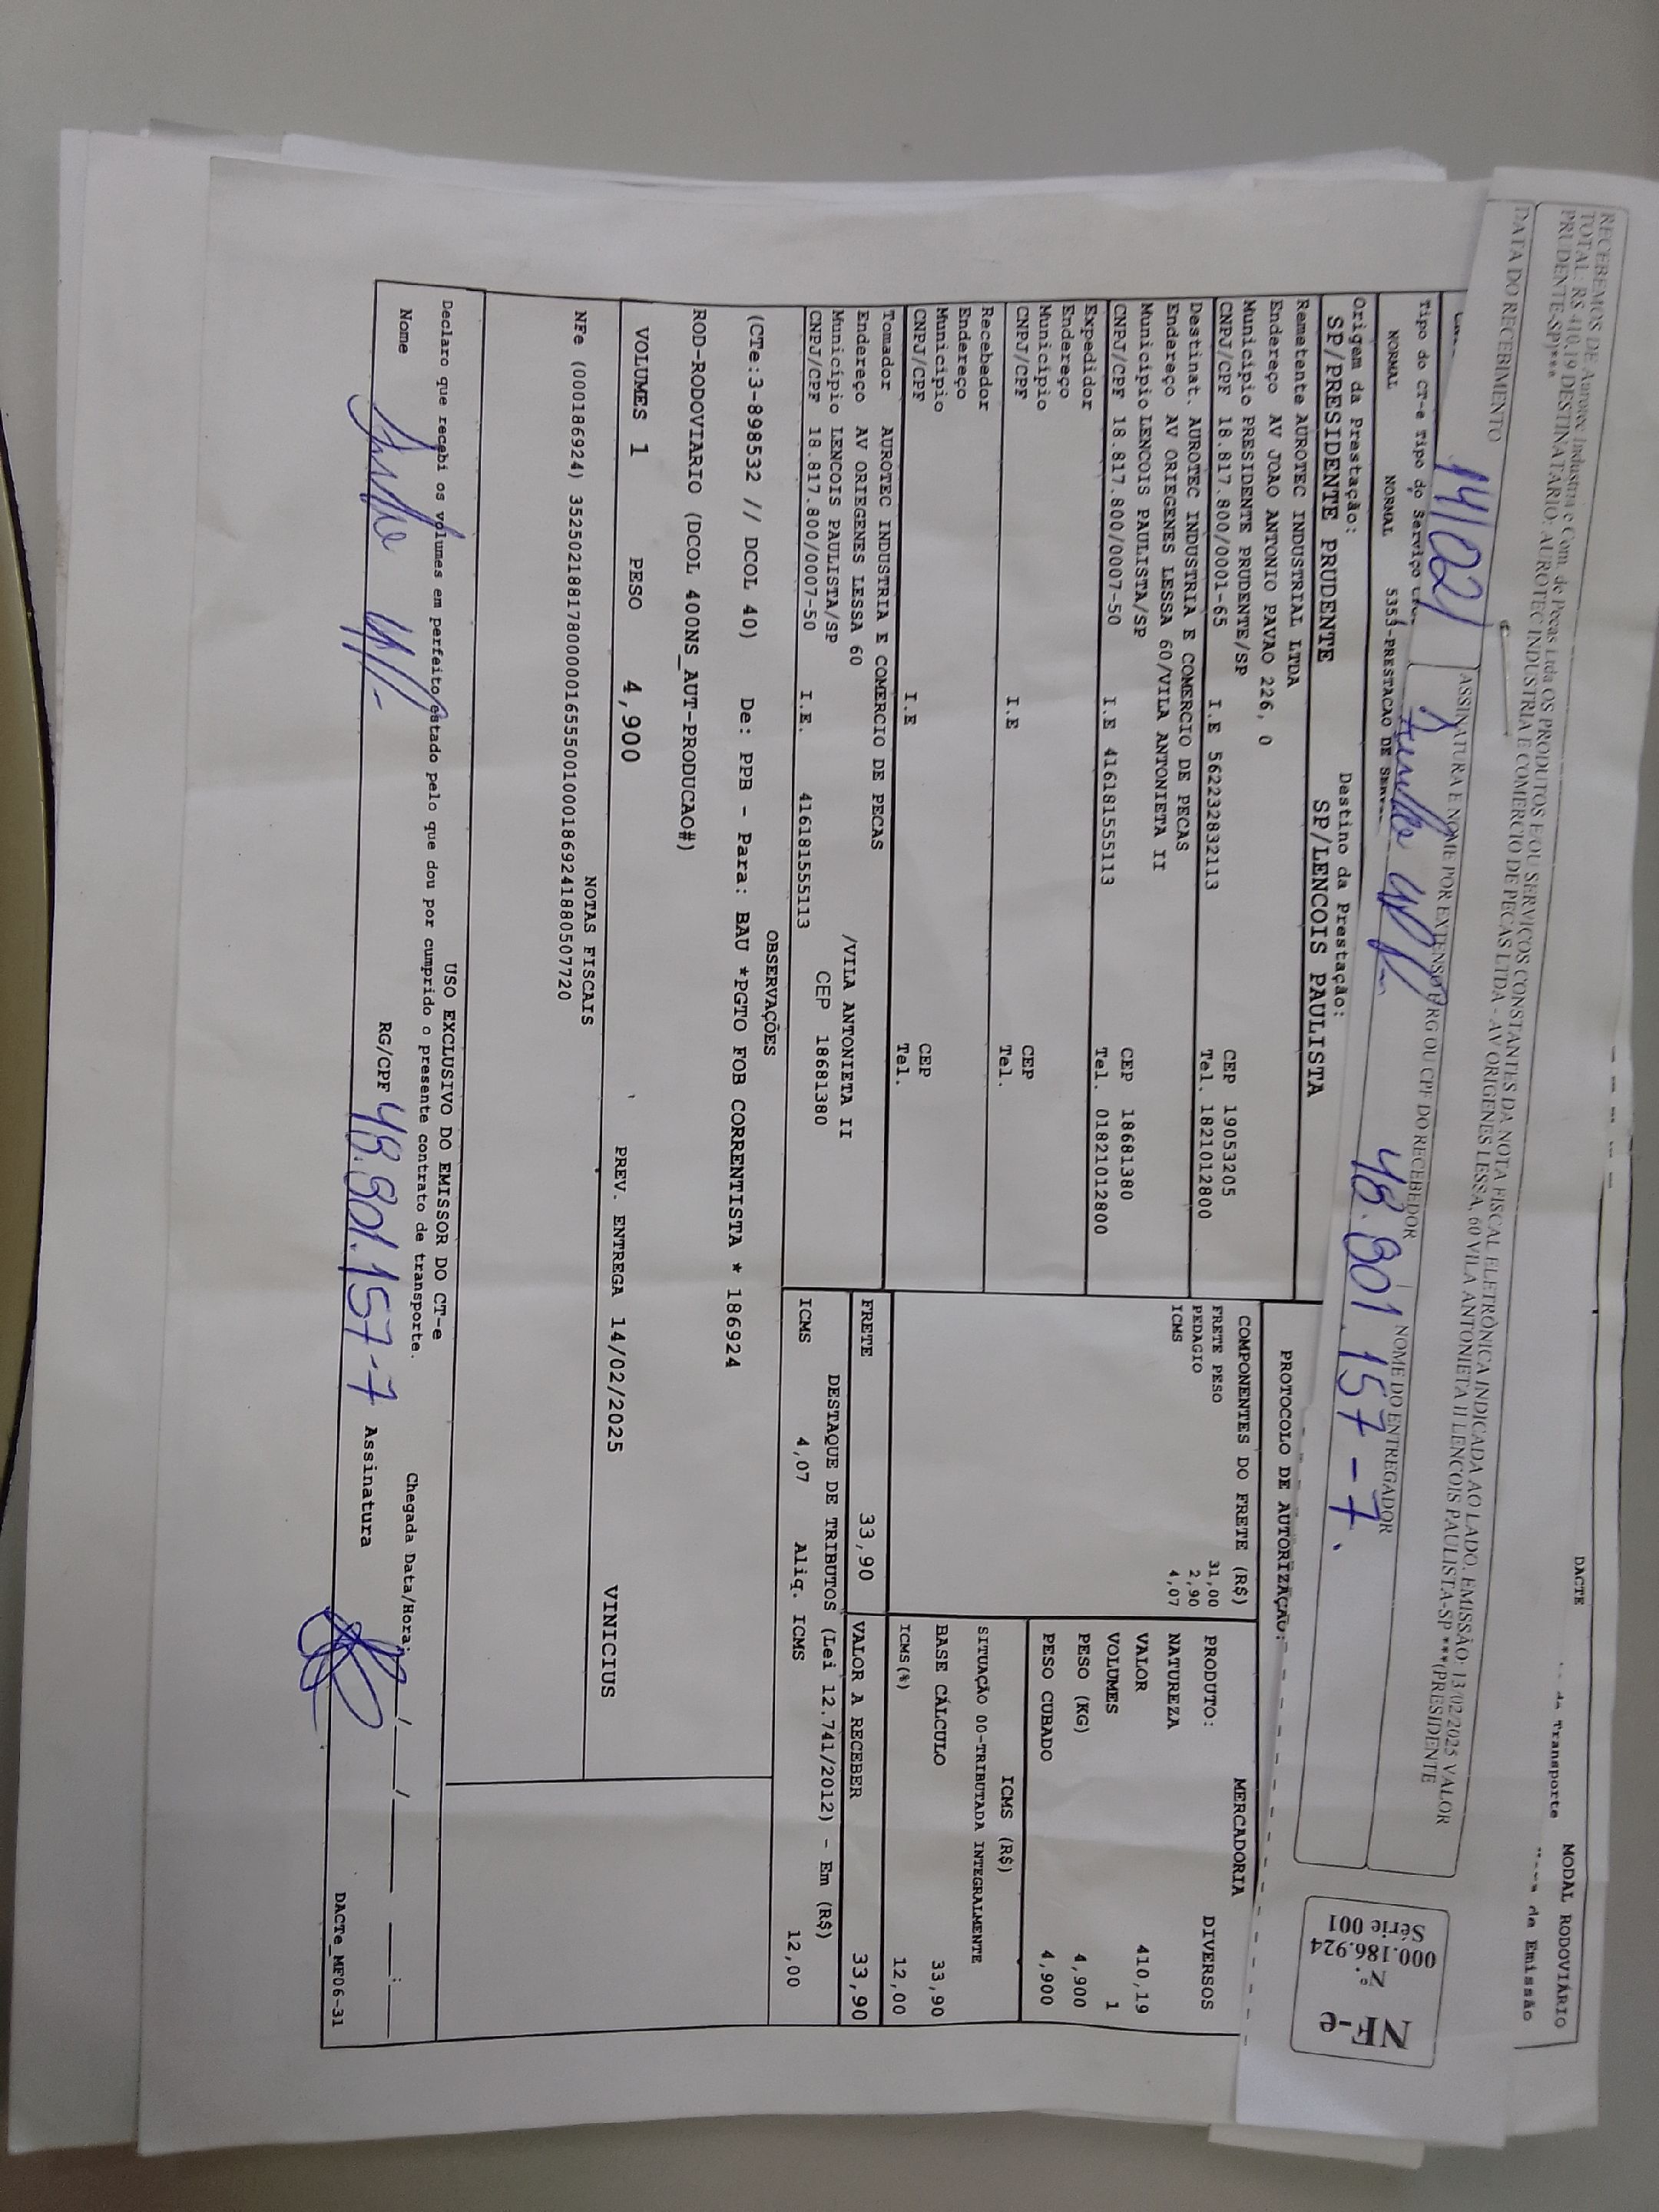 DACTE
MODAL RODOVIÁRIO
RECEBEMOS DE Aurotec Industria e Com. de Pecas Ltda OS PRODUTOS E/OU SERVIÇOS CONSTANTES DA NOTA FISCAL ELETRÔNICA INDICADA AO LADO. EMISSÃO: 13/02/2025 VALOR
TOTAL: R$ 410,19 DESTINATÁRIO: AUROTEC INDUSTRIA E COMERCIO DE PECAS LTDA - AV ORIGENES LESSA, 60 VILA ANTONIETA II LENCOIS PAULISTA-SP ***(PRESIDENTE
PRUDENTE-SP)***
de Transporte
de Emissão
DATA DO RECEBIMENTO
14/02/
ASSINATURA E NOME POR EXTENSO
RG OU CPF DO RECEBEDOR
48.801.157-7.
NOME DO ENTREGADOR
NF-e
N.º
000.186.924
Série 001
Tipo do CT-e Tipo do Serviço
NORMAL NORMAL 5353-PRESTACAO DE
Origem da Prestação: Destino da Prestação:
SP/PRESIDENTE PRUDENTE SP/LENCOIS PAULISTA
PROTOCOLO DE AUTORIZAÇÃO:
Remetente AUROTEC INDUSTRIAL LTDA
Endereço AV JOAO ANTONIO PAVAO 226, 0
Município PRESIDENTE PRUDENTE/SP CEP 19053205
CNPJ/CPF 18.817.800/0001-65 I.E 562232832113 Tel. 1821012800
Destinat. AUROTEC INDUSTRIA E COMERCIO DE PECAS
Endereço AV ORIEGENES LESSA 60/VILA ANTONIETA II
Município LENCOIS PAULISTA/SP CEP 18681380
CNPJ/CPF 18.817.800/0007-50 I.E 416181555113 Tel. 01821012800
Expedidor
Endereço
Município CEP
CNPJ/CPF I.E Tel.
Recebedor
Endereço
Município CEP
CNPJ/CPF I.E Tel.
Tomador AUROTEC INDUSTRIA E COMERCIO DE PECAS
Endereço AV ORIEGENES LESSA 60 /VILA ANTONIETA II
Município LENCOIS PAULISTA/SP CEP 18681380
CNPJ/CPF 18.817.800/0007-50 I.E. 416181555113
COMPONENTES DO FRETE (R$)
FRETE PESO 31,00
PEDAGIO 2,90
ICMS 4,07
MERCADORIA
PRODUTO: DIVERSOS
NATUREZA
VALOR 410,19
VOLUMES 1
PESO (KG) 4,900
PESO CUBADO 4,900
ICMS (R$)
SITUAÇÃO 00-TRIBUTADA INTEGRALMENTE
BASE CÁLCULO 33,90
ICMS(%) 12,00
FRETE 33,90 VALOR A RECEBER 33,90
DESTAQUE DE TRIBUTOS (Lei 12.741/2012) - Em (R$)
ICMS 4,07 Aliq. ICMS 12,00
OBSERVAÇÕES
(CTe:3-898532 // DCOL 40) De: PPB - Para: BAU *PGTO FOB CORRENTISTA * 186924
ROD-RODOVIARIO (DCOL 400NS_AUT-PRODUCAO#)
VOLUMES 1 PESO 4,900 PREV. ENTREGA 14/02/2025 VINICIUS
NOTAS FISCAIS
NFe (000186924) 35250218817800000165550010001869241880507720
USO EXCLUSIVO DO EMISSOR DO CT-e
Declaro que recebi os volumes em perfeito estado pelo que dou por cumprido o presente contrato de transporte.
Chegada Data/Hora: / / :
Nome RG/CPF 48.801.157-7 Assinatura
DACTe_MF06-31